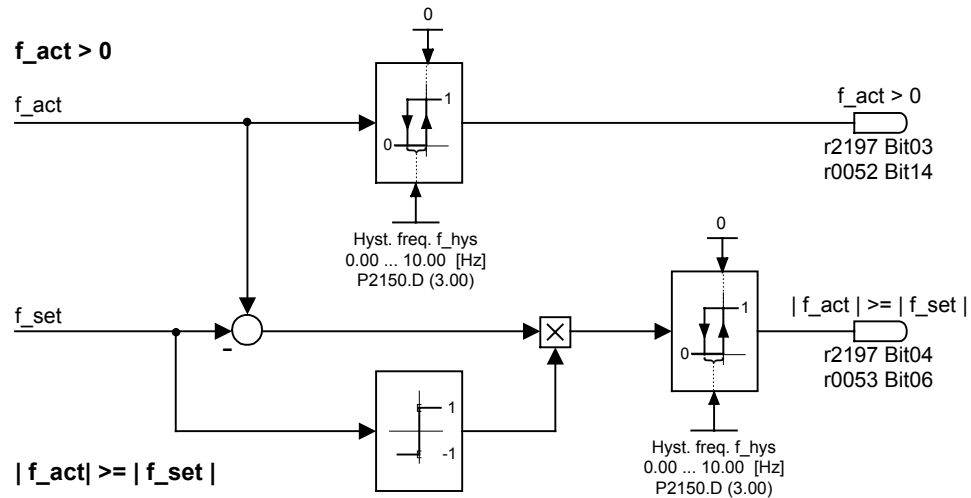 0
f_act > 0
f_act
1
0
f_act > 0
r2197 Bit03
r0052 Bit14
Hyst. freq. f_hys
0.00 ... 10.00 [Hz]
P2150.D (3.00)
0
f_set
-
1
0
| f_act | >= | f_set |
r2197 Bit04
r0053 Bit06
1
-1
Hyst. freq. f_hys
0.00 ... 10.00 [Hz]
P2150.D (3.00)
| f_act| >= | f_set |